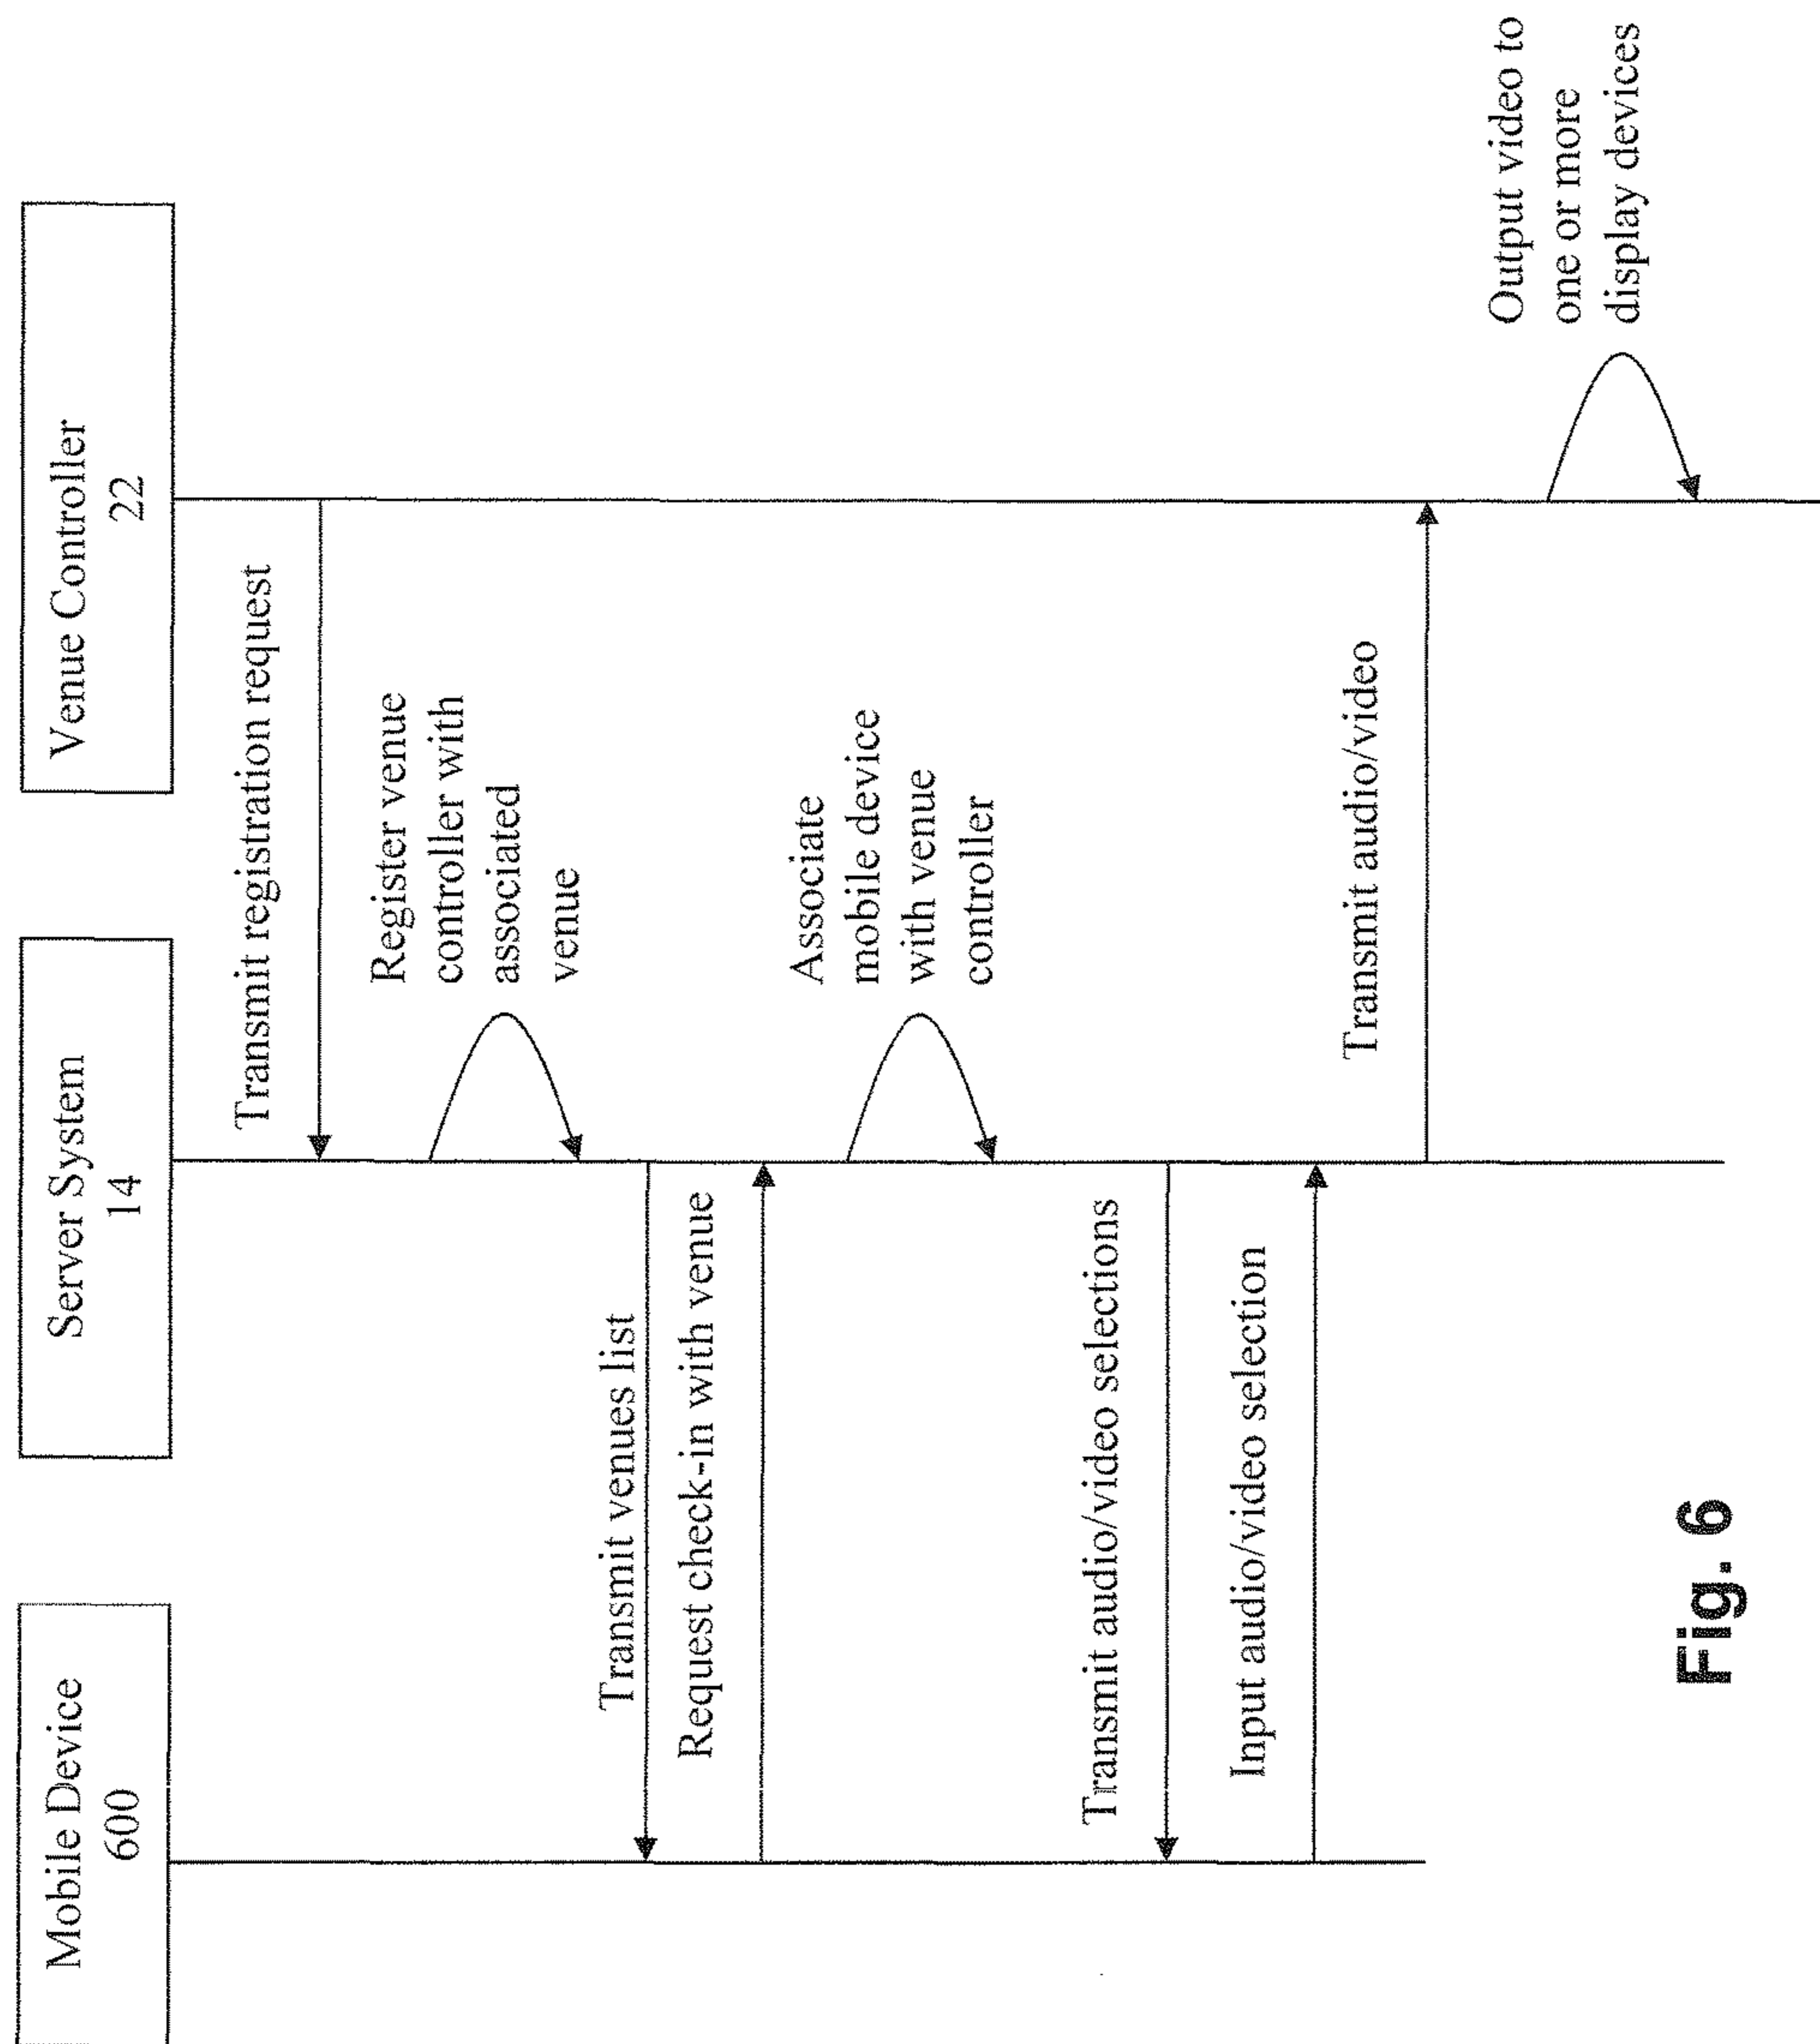 Mobile Device
600
Server System
14
Venue Controller
22
Transmit registration request
Register venue
controller with
associated
venue
Transmit venues list
Request check-in with venue
Associate
mobile device
with venue
controller
Transmit audio/video selections
Input audio/video selection
Transmit audio/video
Output video to
one or more
display devices
Fig. 6